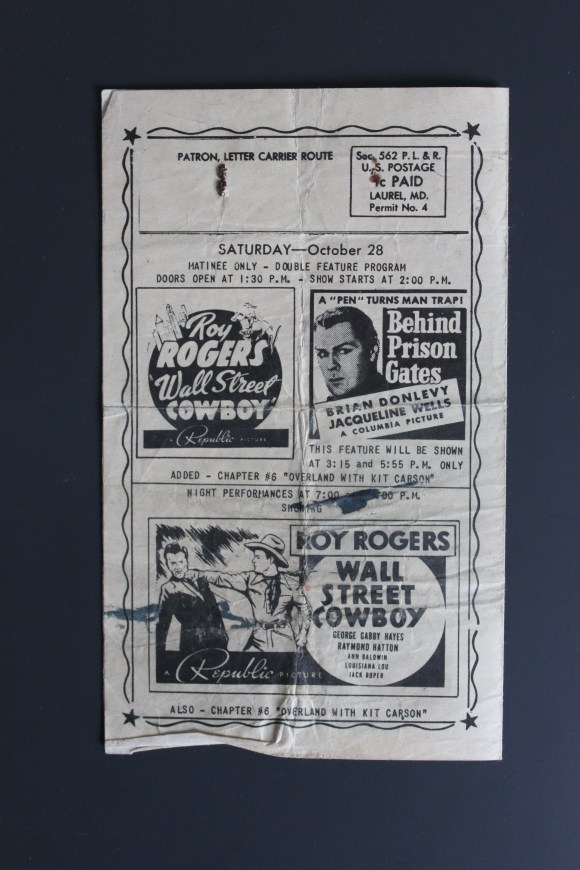 PATRON, LETTER CARRIER ROUTE
Sec. 562 P. L. & R.
U. S. POSTAGE
1c PAID
LAUREL, MD.
Permit No. 4
SATURDAY—October 28
MATINEE ONLY - DOUBLE FEATURE PROGRAM
DOORS OPEN AT 1:30 P.M. - SHOW STARTS AT 2:00 P.M.
Roy
ROGERS
'Wall Street
COWBOY'
A Republic PICTURE
A "PEN" TURNS MAN TRAP!
Behind
Prison
Gates
BRIAN DONLEVY
JACQUELINE WELLS
A COLUMBIA PICTURE
THIS FEATURE WILL BE SHOWN
AT 3:15 and 5:55 P.M. ONLY
ADDED - CHAPTER #6 "OVERLAND WITH KIT CARSON"
NIGHT PERFORMANCES AT 7:00 :00 P.M.
SHOWING
ROY ROGERS
WALL
STREET
COWBOY
GEORGE GABBY HAYES
RAYMOND HATTON
ANN BALDWIN
LOUISIANA LOU
JACK ROPER
A Republic PICTURE
ALSO - CHAPTER #6 "OVERLAND WITH KIT CARSON"